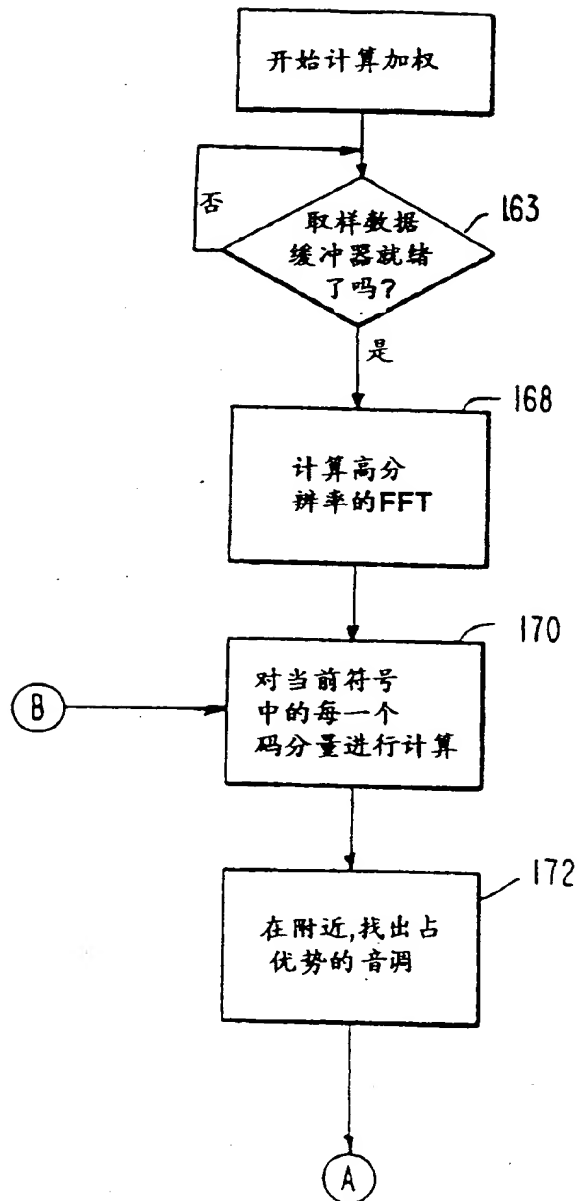 开始计算加权
否
取样数据
缓冲器就绪
了吗?
163
是
168
计算高分
辨率的FFT
170
B
对当前符号
中的每一个
码分量进行计算
172
在附近,找出占
优势的音调
A